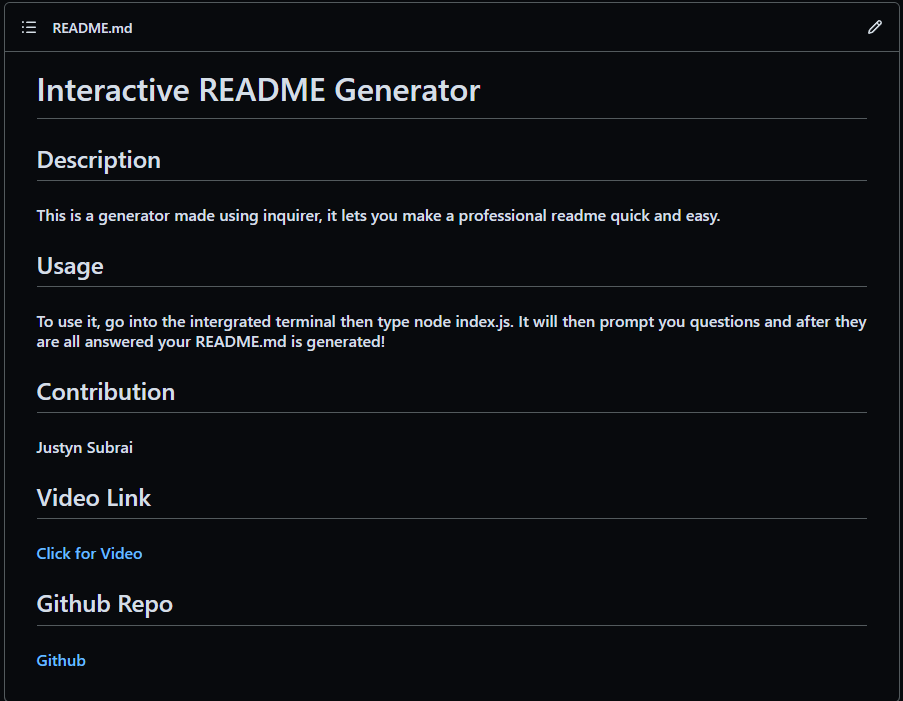 README.md
Interactive README Generator
Description
This is a generator made using inquirer, it lets you make a professional readme quick and easy.
Usage
To use it, go into the intergrated terminal then type node index.js. It will then prompt you questions and after they
are all answered your README.md is generated!
Contribution
Justyn Subrai
Video Link
Click for Video
Github Repo
Github